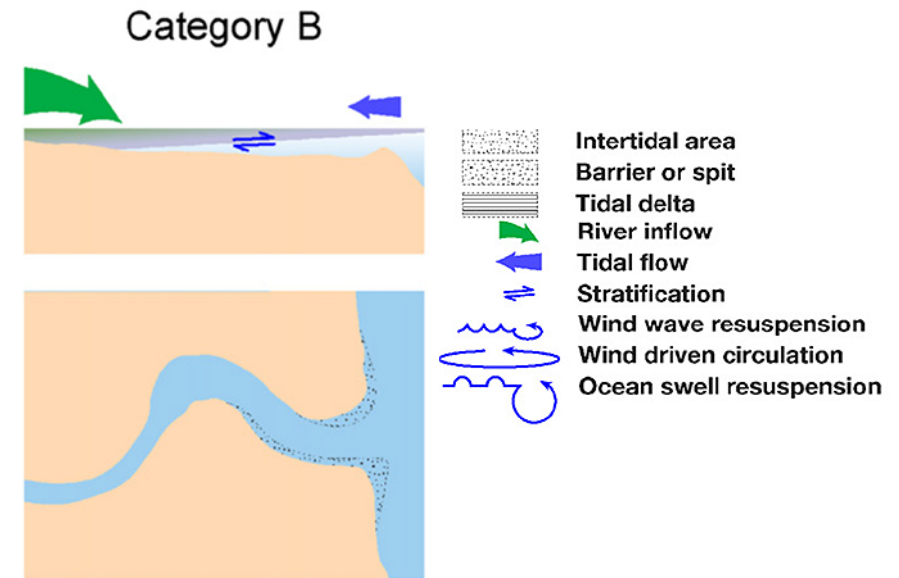 Category B
Intertidal area
Barrier or spit
Tidal delta
River inflow
Tidal flow
Stratification
Wind wave resuspension
Wind driven circulation
Ocean swell resuspension